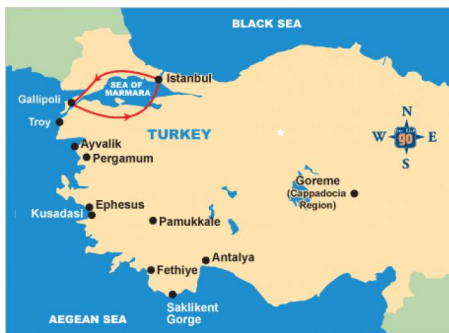 BLACK SEA
Istanbul
SEA OF
MARMARA
Gallipoli
Troy
TURKEY
Ayvalik
Pergamum
N
W
E
S
go
Goreme
(Cappadocia
Region)
Ephesus
Kusadasi
Pamukkale
Antalya
Fethiye
Saklikent
Gorge
AEGEAN SEA